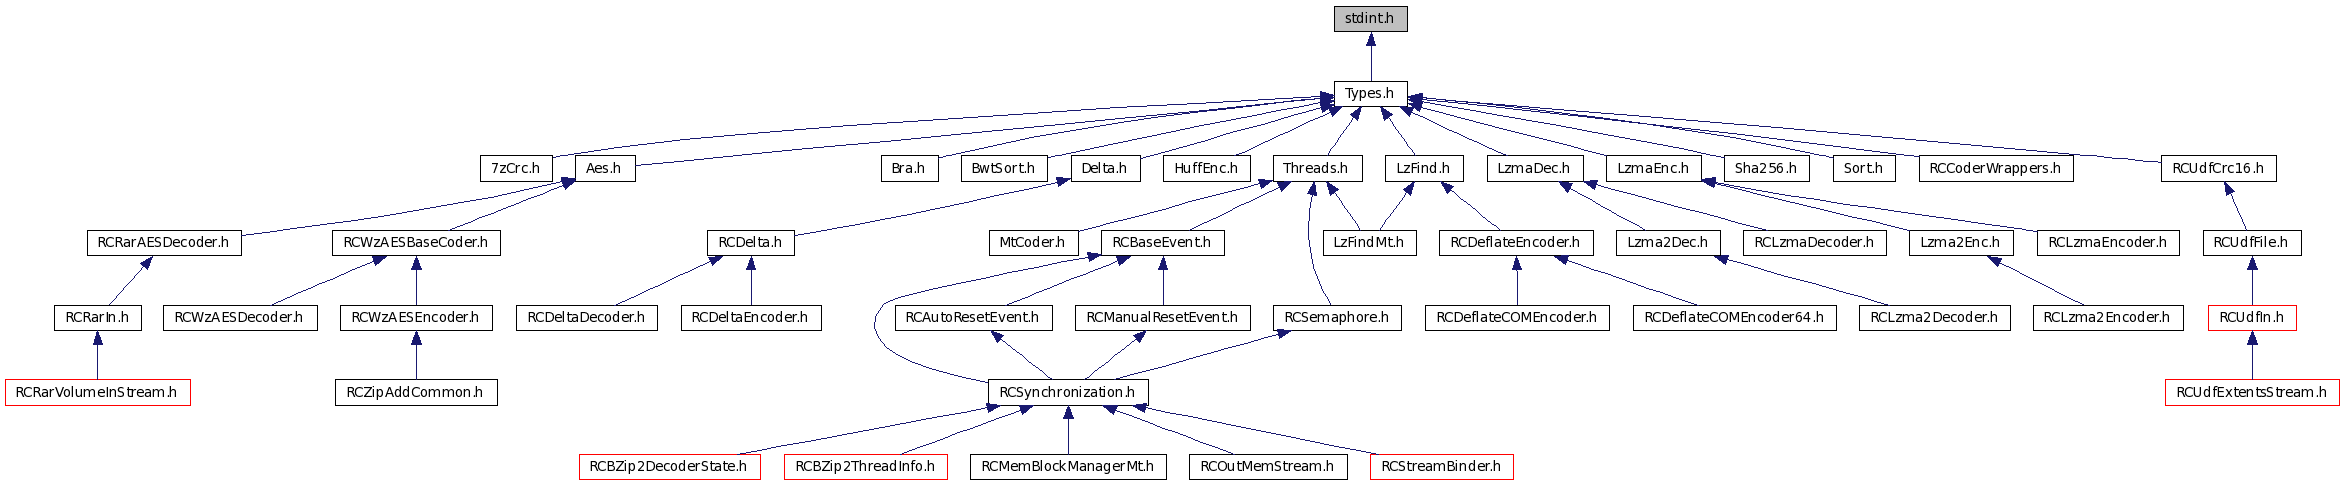 stdint.h
Types.h
7zCrc.h
Aes.h
Bra.h
BwtSort.h
Delta.h
HuffEnc.h
Threads.h
LzFind.h
LzmaDec.h
LzmaEnc.h
Sha256.h
Sort.h
RCCoderWrappers.h
RCUdfCrc16.h
RCRarAESDecoder.h
RCWzAESBaseCoder.h
RCDelta.h
MtCoder.h
RCBaseEvent.h
LzFindMt.h
RCDeflateEncoder.h
Lzma2Dec.h
RCLzmaDecoder.h
Lzma2Enc.h
RCLzmaEncoder.h
RCUdfFile.h
RCRarIn.h
RCWzAESDecoder.h
RCWzAESEncoder.h
RCDeltaDecoder.h
RCDeltaEncoder.h
RCAutoResetEvent.h
RCManualResetEvent.h
RCSemaphore.h
RCDeflateCOMEncoder.h
RCDeflateCOMEncoder64.h
RCLzma2Decoder.h
RCLzma2Encoder.h
RCUdfIn.h
RCRarVolumeInStream.h
RCZipAddCommon.h
RCSynchronization.h
RCUdfExtentsStream.h
RCBZip2DecoderState.h
RCBZip2ThreadInfo.h
RCMemBlockManagerMt.h
RCOutMemStream.h
RCStreamBinder.h